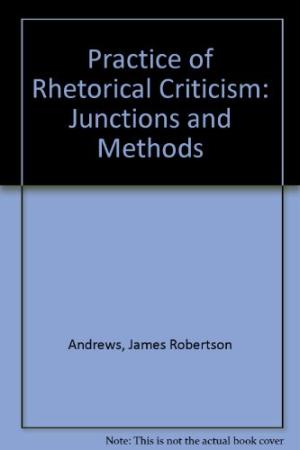 Practice of
Rhetorical Criticism:
Junctions and
Methods
Andrews, James Robertson
Note: This is not the actual book cover